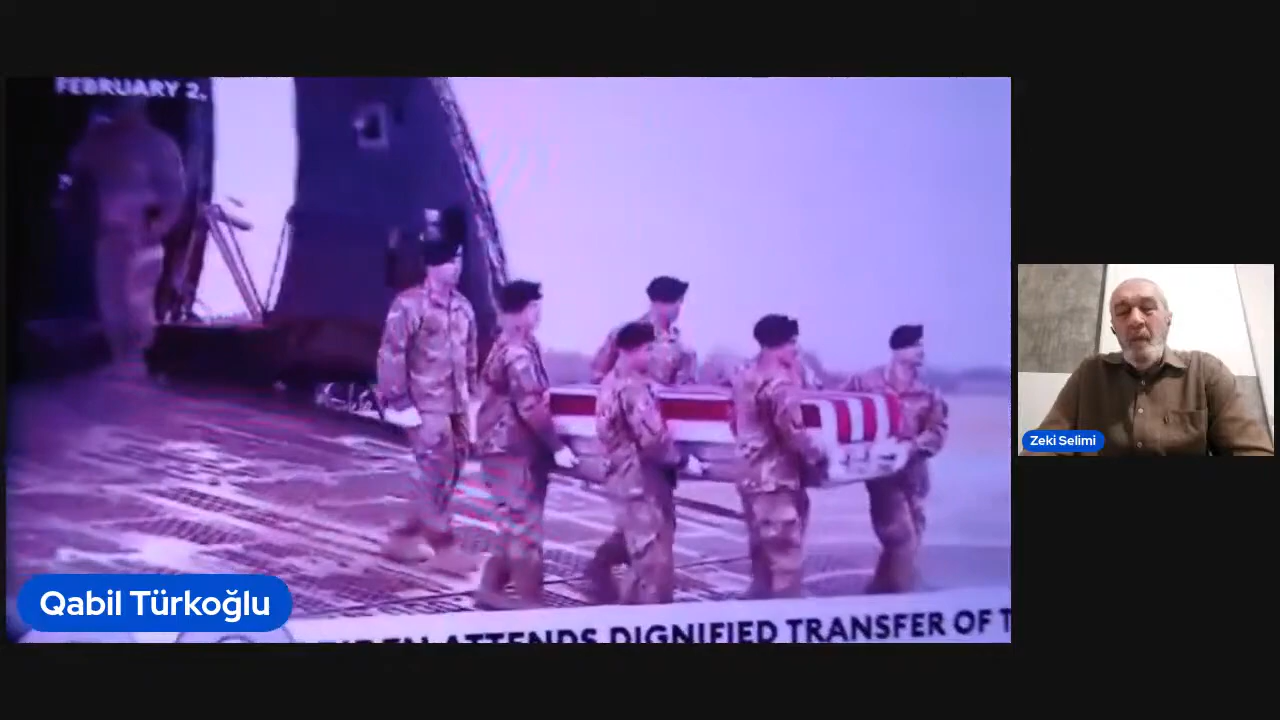 FEBRUARY 2.
ATTENDS DIGNIFIED TRANSFER OF
Qabil Türkoğlu
Zeki Selimi